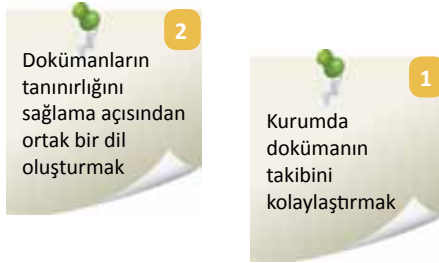 2
Dokümanların
tanınırlığını
sağlama açısından
ortak bir dil
oluşturmak
1
Kurumda
dokümanın
takibini
kolaylaştırmak